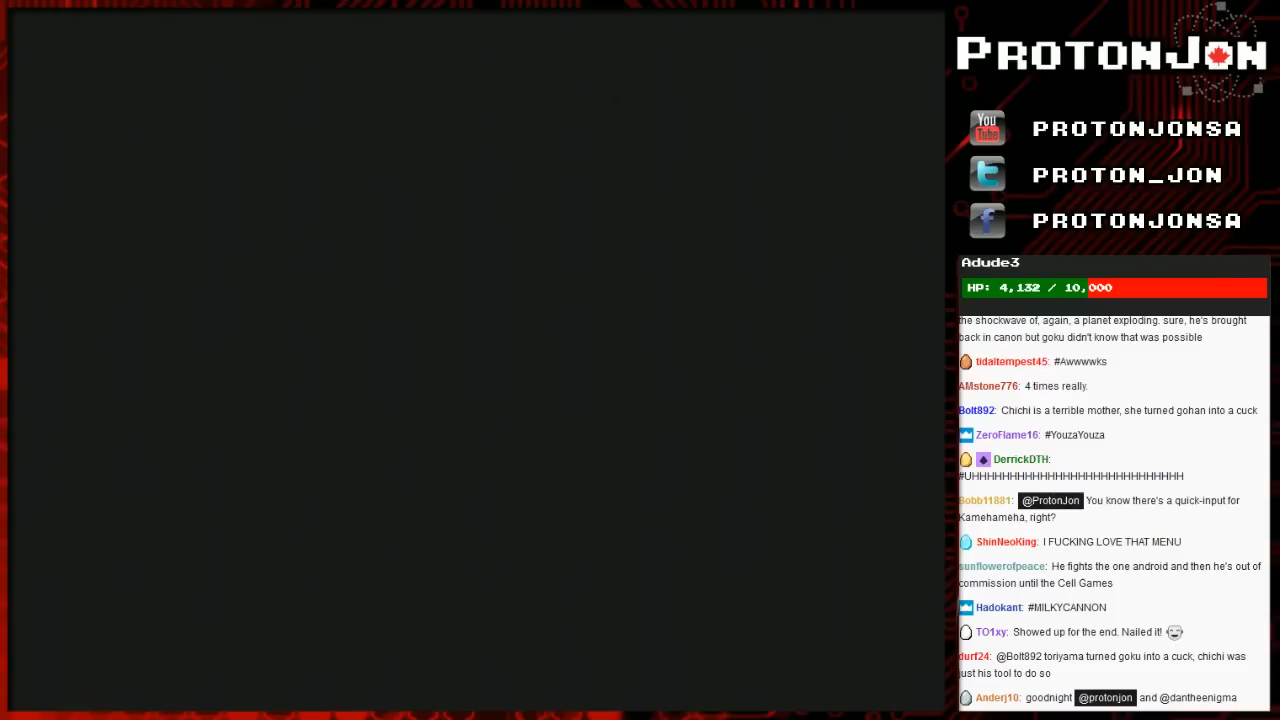 PROTONJON
You
Tube
PROTONJONSA
PROTON_JON
PROTONJONSA
Adude3
HP: 4,132 / 10,000
the shockwave of, again, a planet exploding. sure, he's brought
back in canon but goku didn't know that was possible
tidaltempest45: #Awwwwks
AMstone776: 4 times really.
Bolt892: Chichi is a terrible mother, she turned gohan into a cuck
ZeroFlame16: #YouzaYouza
DerrickDTH:
#UHHHHHHHHHHHHHHHHHHHHHHHHHHHH
Bobb11881: @ProtonJon You know there's a quick-input for
Kamehameha, right?
ShinNeoKing: I FUCKING LOVE THAT MENU
sunflowerofpeace: He fights the one android and then he's out of
commission until the Cell Games
Hadokant: #MILKYCANNON
TO1xy: Showed up for the end. Nailed it!
durf24: @Bolt892 toriyama turned goku into a cuck, chichi was
just his tool to do so
Anderj10: goodnight @protonjon and @dantheenigma